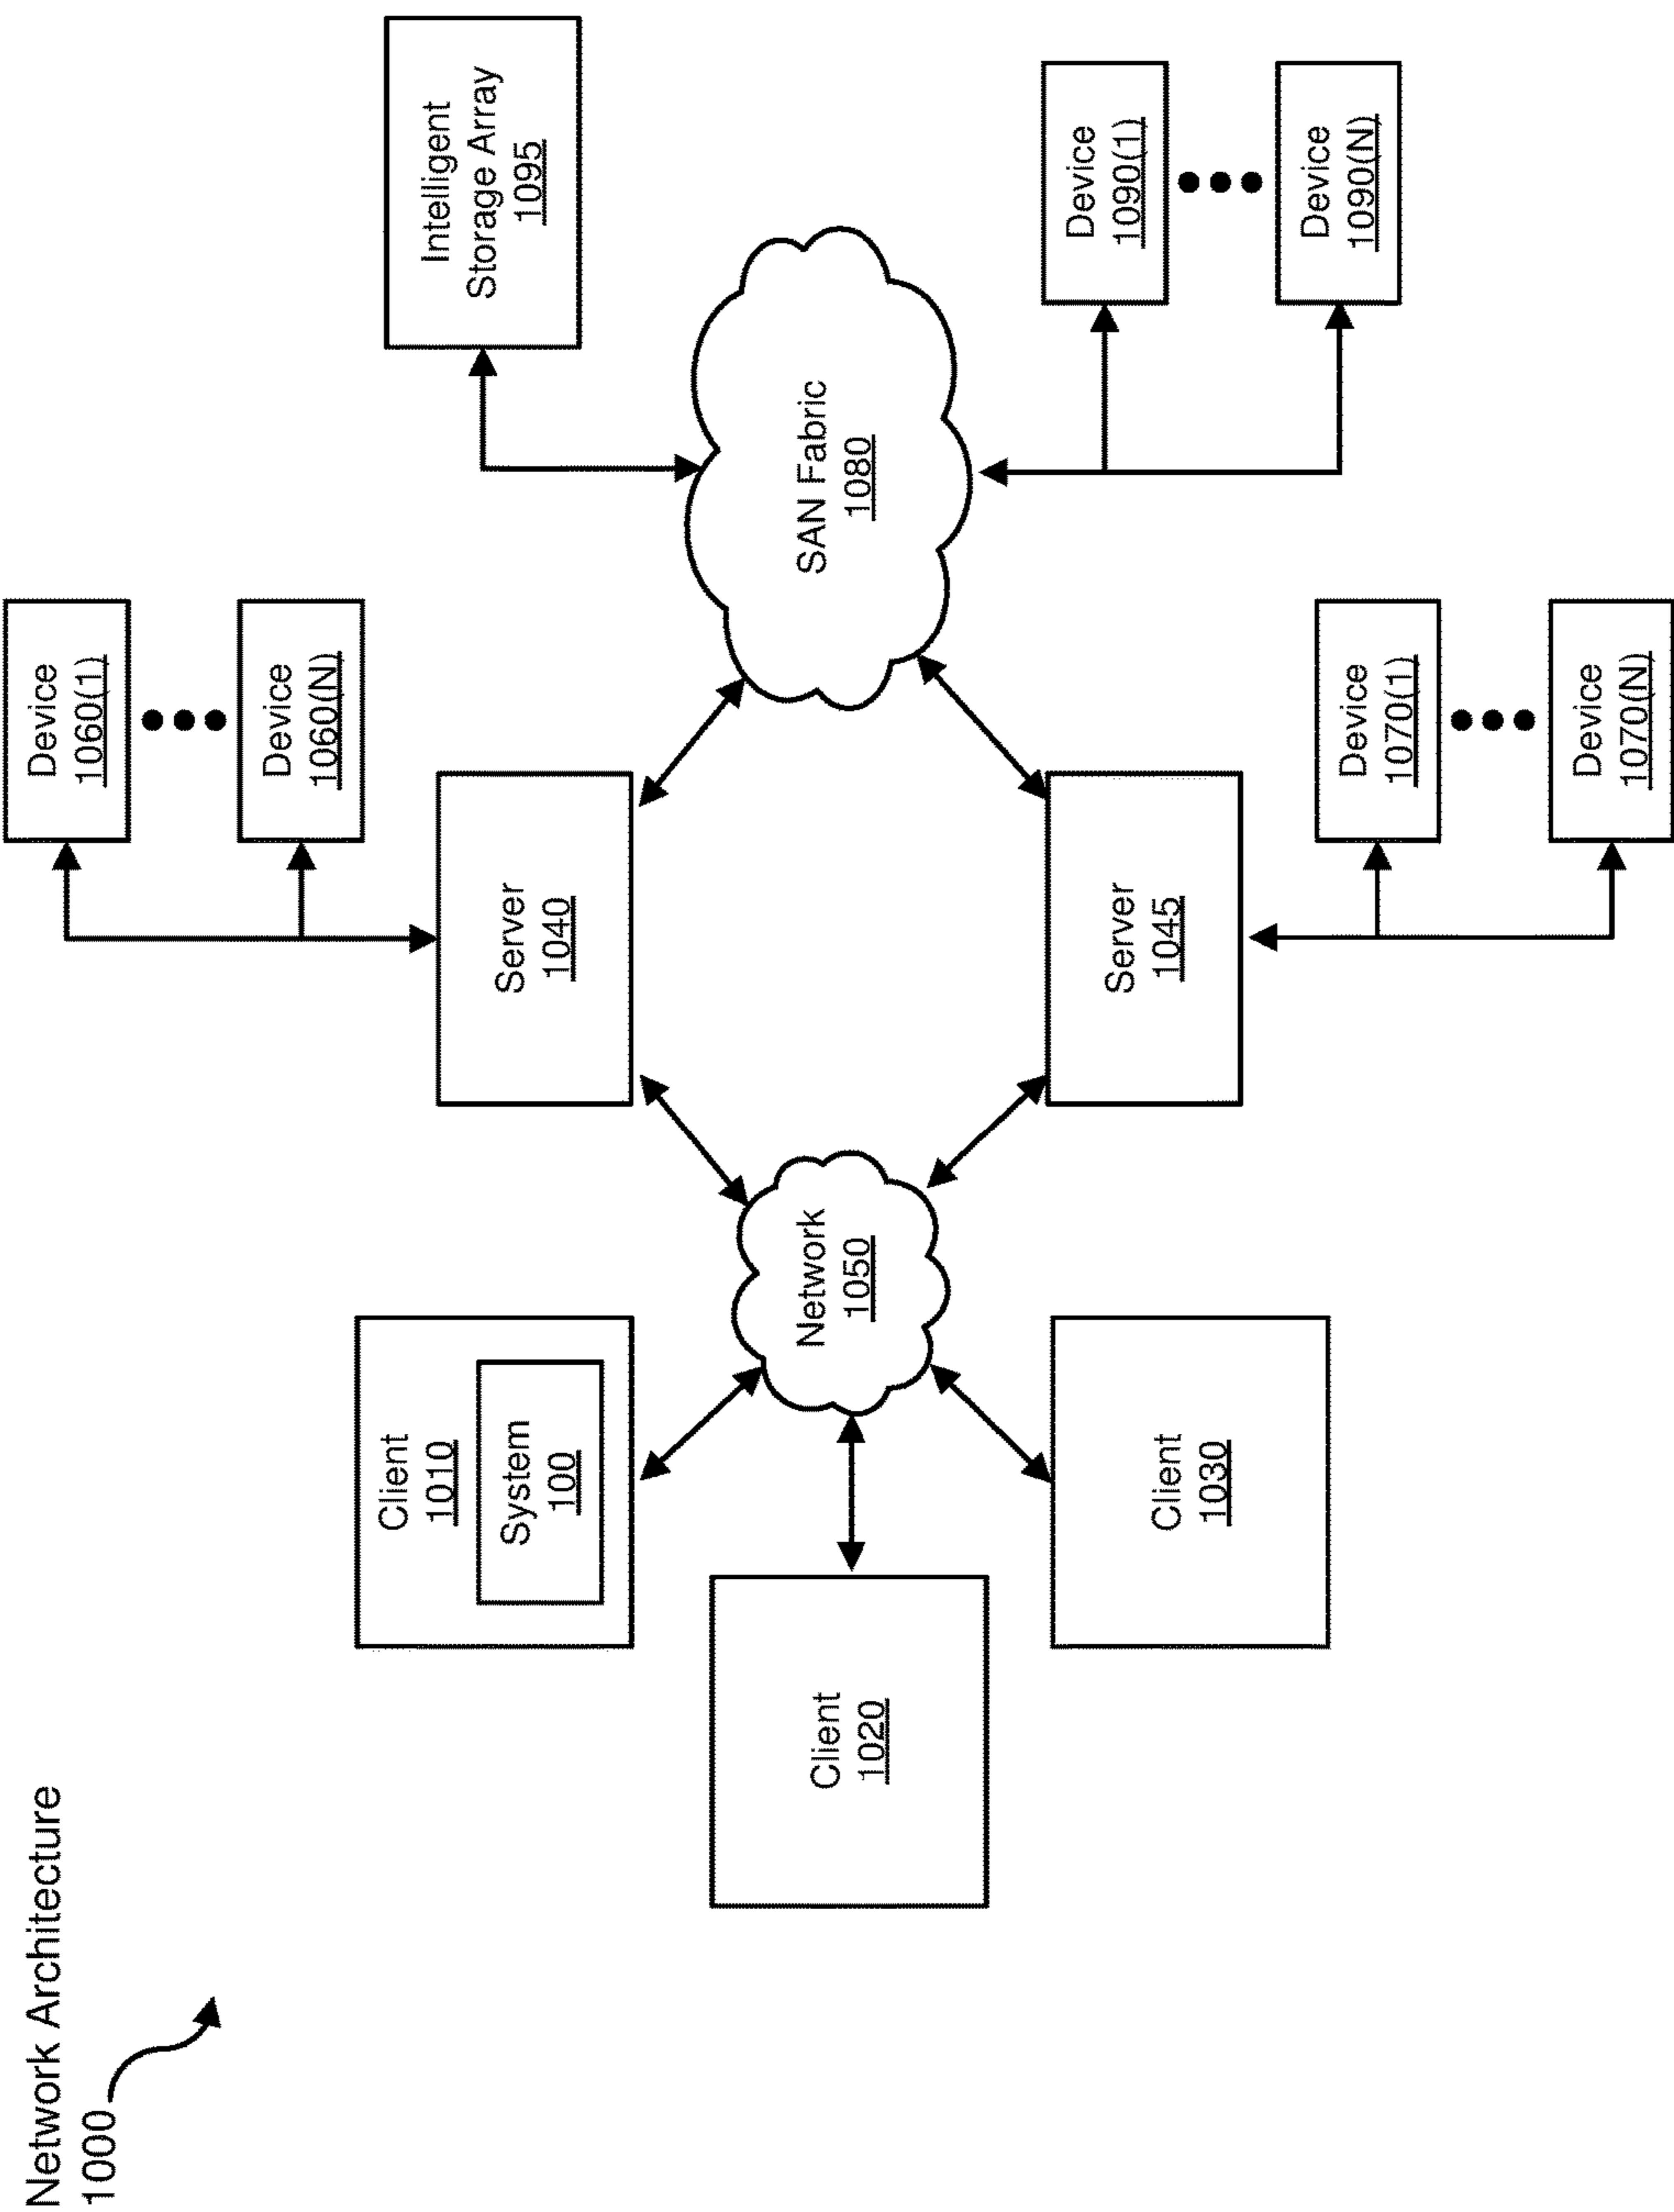 Network Architecture
1000
Client
1010
System
100
Client
1020
Client
1030
Network
1050
Server
1040
Server
1045
Device
1060(1)
Device
1060(N)
Device
1070(1)
Device
1070(N)
SAN Fabric
1080
Intelligent
Storage Array
1095
Device
1090(1)
Device
1090(N)